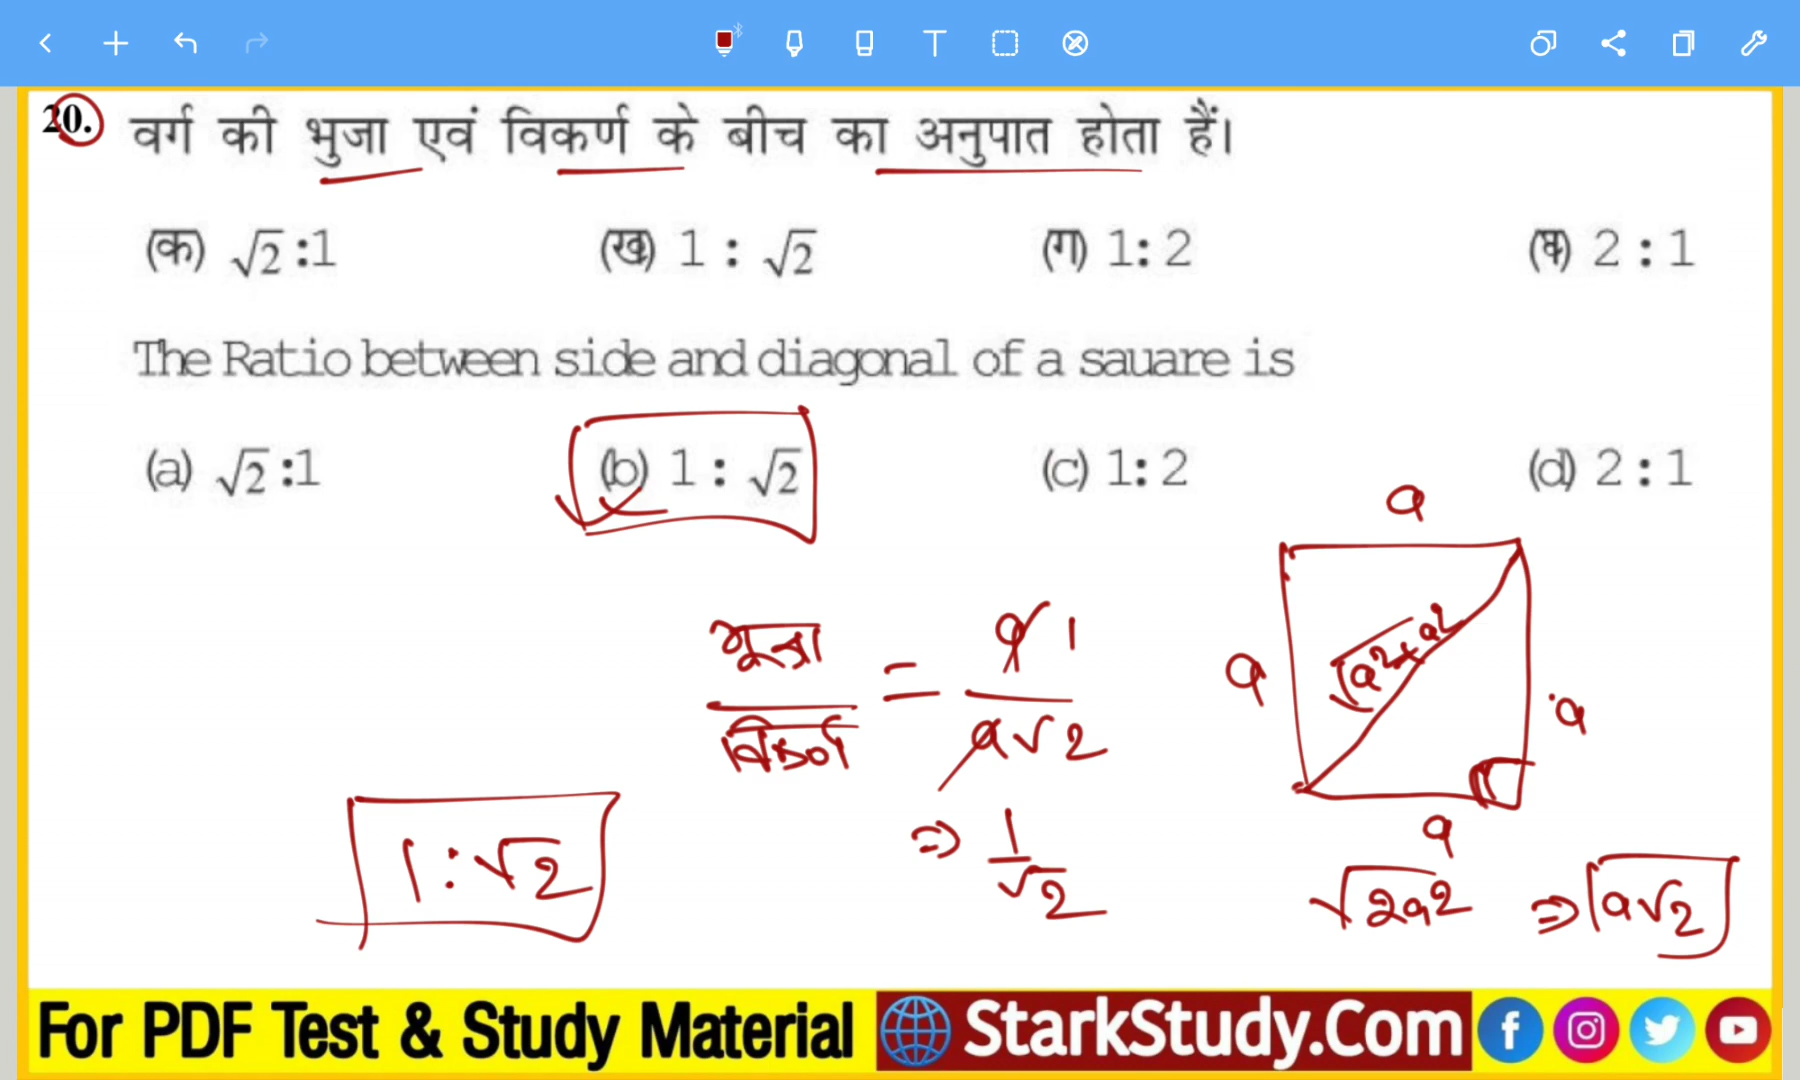 20. वर्ग की भुजा एवं विकर्ण के बीच का अनुपात होता हैं।
(क) √2:1 (ख) 1 : √2 (ग) 1:2 (घ) 2 : 1
The Ratio between side and diagonal of a sauare is
(a) √2:1 (b) 1 : √2 (c) 1:2 (d) 2:1
a
भुजा / विकर्ण = a 1 / a√2
a √a²+a² a
a
⇒ 1/√2
1:√2
√2a² ⇒ a√2
For PDF Test & Study Material StarkStudy.Com